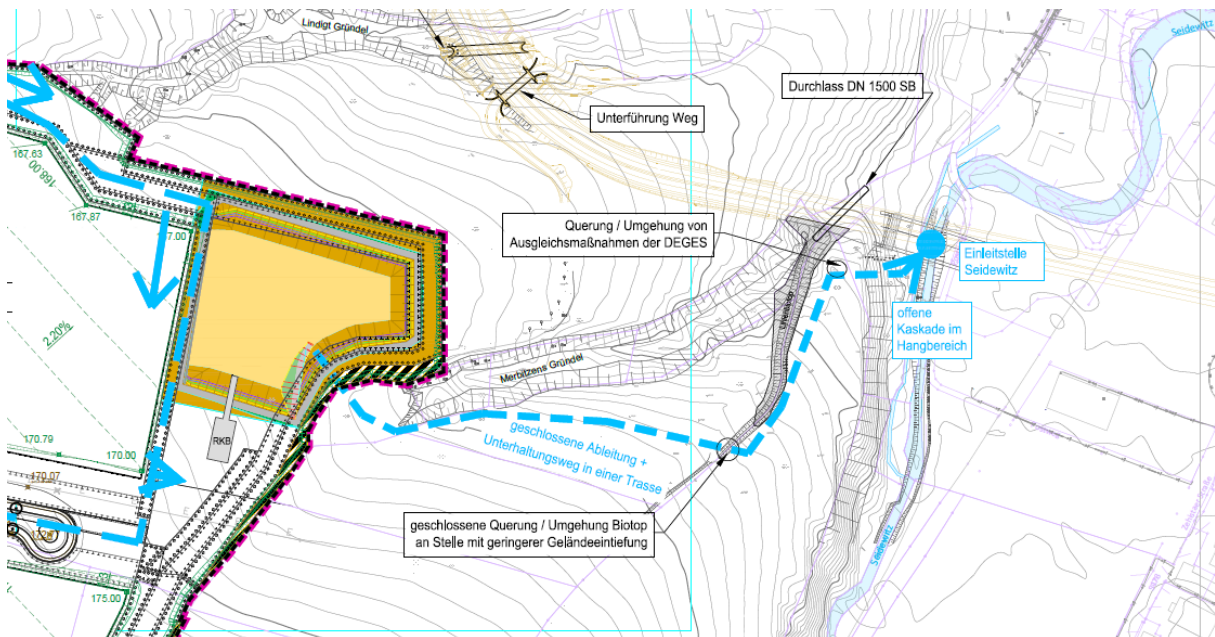 Lindigt Gründel
Seidewitz
Durchlass DN 1500 SB
Unterführung Weg
167.63
168.00
167.87
7.00
Querung / Umgehung von
Ausgleichsmaßnahmen der DEGES
Einleitstelle
Seidewitz
offene
Kaskade im
Hangbereich
2.20%
Merbitzens Gründel
RKB
geschlossene Ableitung +
Unterhaltungsweg in einer Trasse
170.79
170.00
170.07
geschlossene Querung / Umgehung Biotop
an Stelle mit geringerer Geländeeintiefung
Seidewitz
175.00